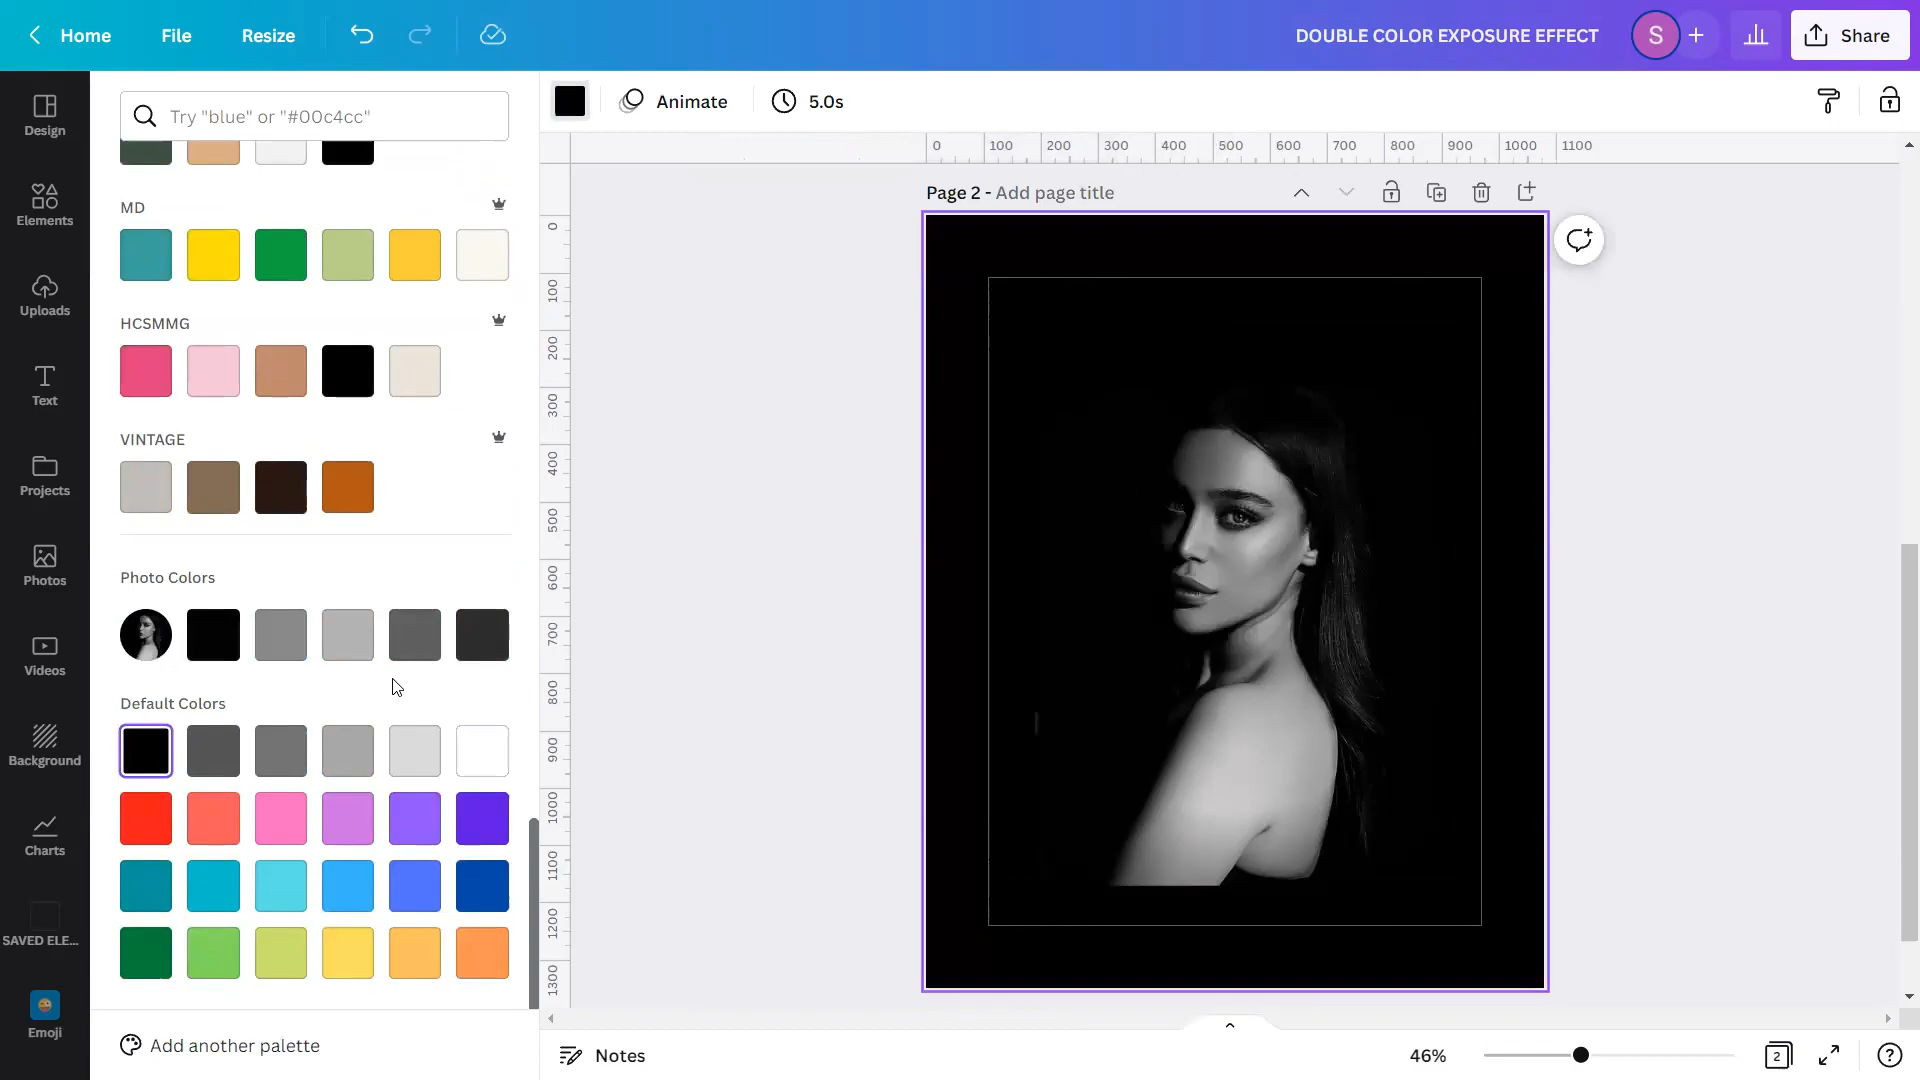 Home
File
Resize
DOUBLE COLOR EXPOSURE EFFECT
S
Share
Design
Elements
Uploads
Text
Projects
Photos
Videos
Background
Charts
SAVED ELE...
Emoji
Try "blue" or "#00c4cc"
MD
HCSMMG
VINTAGE
Photo Colors
Default Colors
Add another palette
Animate
5.0s
0 100 200 300 400 500 600 700 800 900 1000 1100
Page 2 - Add page title
0
100
200
300
400
500
600
700
800
900
1000
1100
1200
1300
Notes
46%
2
?